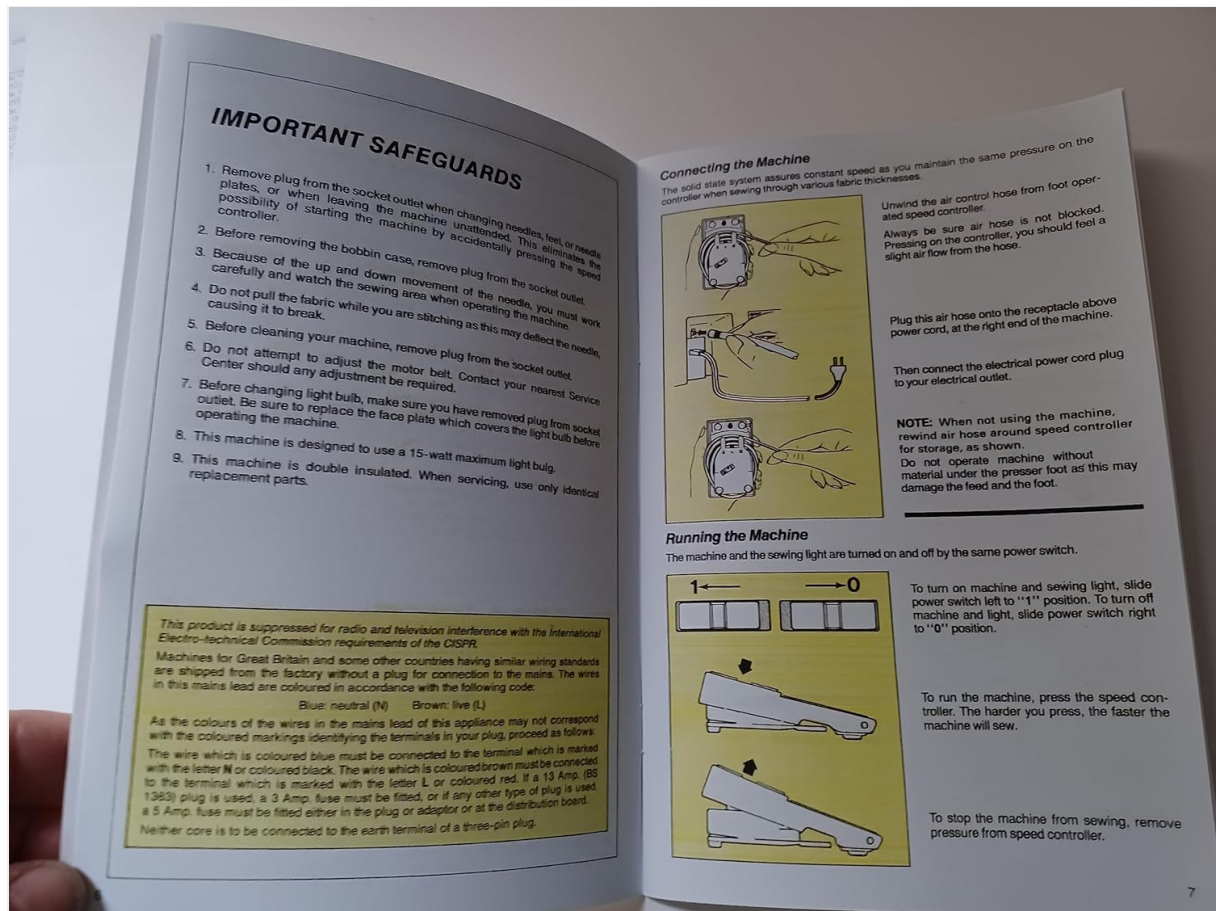 IMPORTANT SAFEGUARDS
1. Remove plug from the socket outlet when changing needles, feet, or needle
plates, or when leaving the machine unattended. This eliminates the
possibility of starting the machine by accidentally pressing the speed
controller.
2. Before removing the bobbin case, remove plug from the socket outlet.
3. Because of the up and down movement of the needle, you must work
carefully and watch the sewing area when operating the machine.
4. Do not pull the fabric while you are stitching as this may deflect the needle,
causing it to break.
5. Before cleaning your machine, remove plug from the socket outlet.
6. Do not attempt to adjust the motor belt. Contact your nearest Service
Center should any adjustment be required.
7. Before changing light bulb, make sure you have removed plug from socket
outlet. Be sure to replace the face plate which covers the light bulb before
operating the machine.
8. This machine is designed to use a 15-watt maximum light bulg.
9. This machine is double insulated. When servicing, use only identical
replacement parts.
This product is suppressed for radio and television interference with the International
Electro-technical Commission requirements of the CISPR.
Machines for Great Britain and some other countries having similar wiring standards
are shipped from the factory without a plug for connection to the mains. The wires
in this mains lead are coloured in accordance with the following code:
Blue: neutral (N) Brown: live (L)
As the colours of the wires in the mains lead of this appliance may not correspond
with the coloured markings identifying the terminals in your plug, proceed as follows:
The wire which is coloured blue must be connected to the terminal which is marked
with the letter N or coloured black. The wire which is coloured brown must be connected
to the terminal which is marked with the letter L or coloured red. If a 13 Amp. (BS
1363) plug is used, a 3 Amp. fuse must be fitted, or if any other type of plug is used,
a 5 Amp. fuse must be fitted either in the plug or adaptor or at the distribution board.
Neither core is to be connected to the earth terminal of a three-pin plug.
6
Connecting the Machine
The solid state system assures constant speed as you maintain the same pressure on the
controller when sewing through various fabric thicknesses.
Unwind the air control hose from foot oper-
ated speed controller.
Always be sure air hose is not blocked.
Pressing on the controller, you should feel a
slight air flow from the hose.
Plug this air hose onto the receptacle above
power cord, at the right end of the machine.
Then connect the electrical power cord plug
to your electrical outlet.
NOTE: When not using the machine,
rewind air hose around speed controller
for storage, as shown.
Do not operate machine without
material under the presser foot as this may
damage the feed and the foot.
Running the Machine
The machine and the sewing light are turned on and off by the same power switch.
1 0
To turn on machine and sewing light, slide
power switch left to "1" position. To turn off
machine and light, slide power switch right
to "0" position.
To run the machine, press the speed con-
troller. The harder you press, the faster the
machine will sew.
To stop the machine from sewing, remove
pressure from speed controller.
7